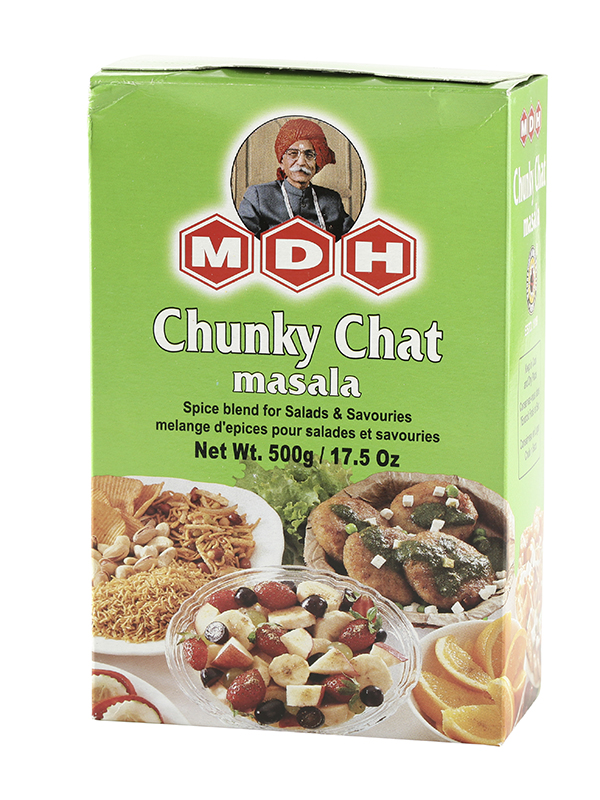 MDH
Chunky Chat
masala
Spice blend for Salads & Savouries
melange d'epices pour salades et savouries
Net Wt. 500g / 17.5 Oz
MDH
Chunky Chat
masala